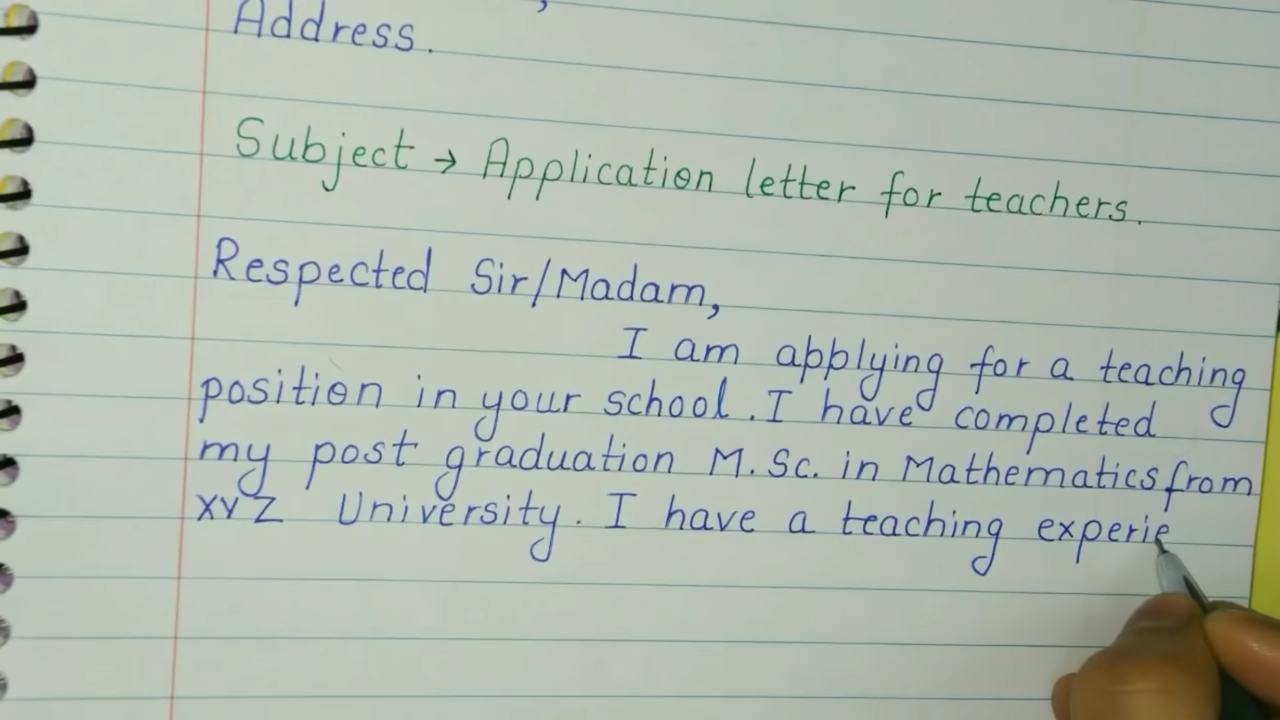 Address.
Subject → Application letter for teachers.
Respected Sir/Madam,
I am applying for a teaching
position in your school. I have completed
my post graduation M.Sc. in Mathematics from
XYZ University. I have a teaching experie